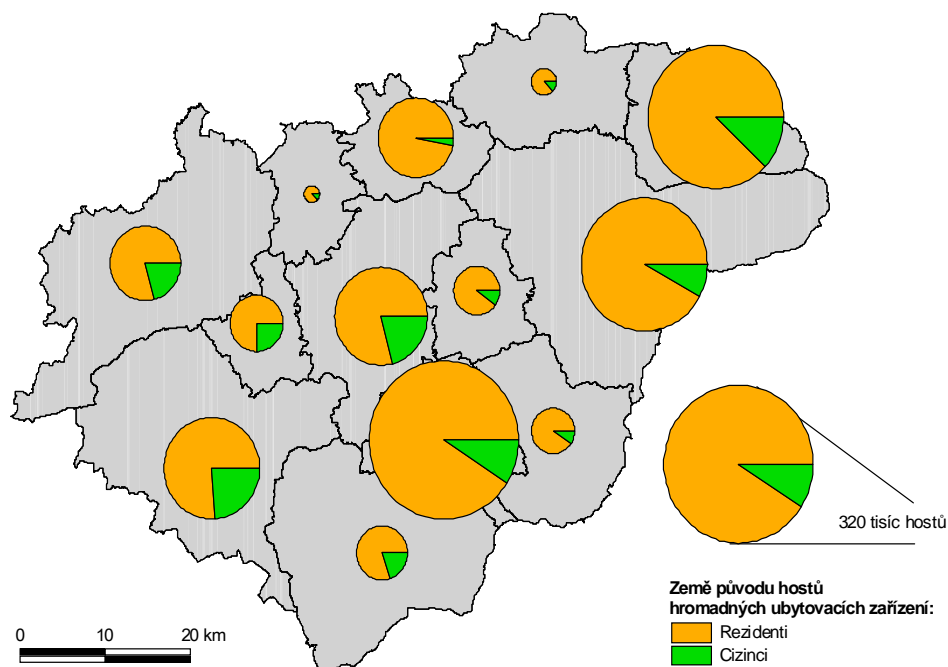 320 tisíc hostů
Země původu hostů
hromadných ubytovacích zařízení:
Rezidenti
Cizinci
0 10 20 km